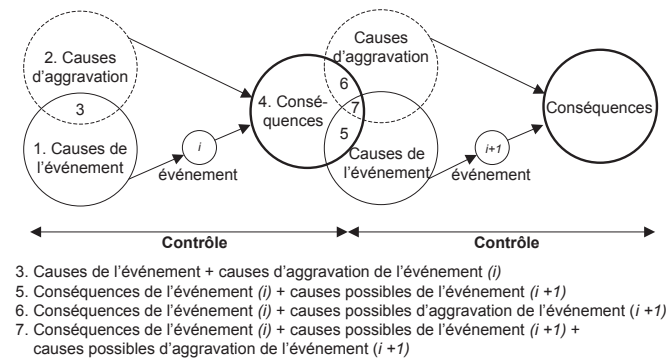 2. Causes
d’aggravation
3
1. Causes de
l’événement
i
événement
4. Consé-
quences
Causes
d’aggravation
6
7
5
Causes de
l’événement
i+1
événement
Conséquences
Contrôle
Contrôle
3. Causes de l’événement + causes d’aggravation de l’événement (i)
5. Conséquences de l’événement (i) + causes possibles de l’événement (i +1)
6. Conséquences de l’événement (i) + causes possibles d’aggravation de l’événement (i +1)
7. Conséquences de l’événement (i) + causes possibles de l’événement (i +1) +
causes possibles d’aggravation de l’événement (i +1)